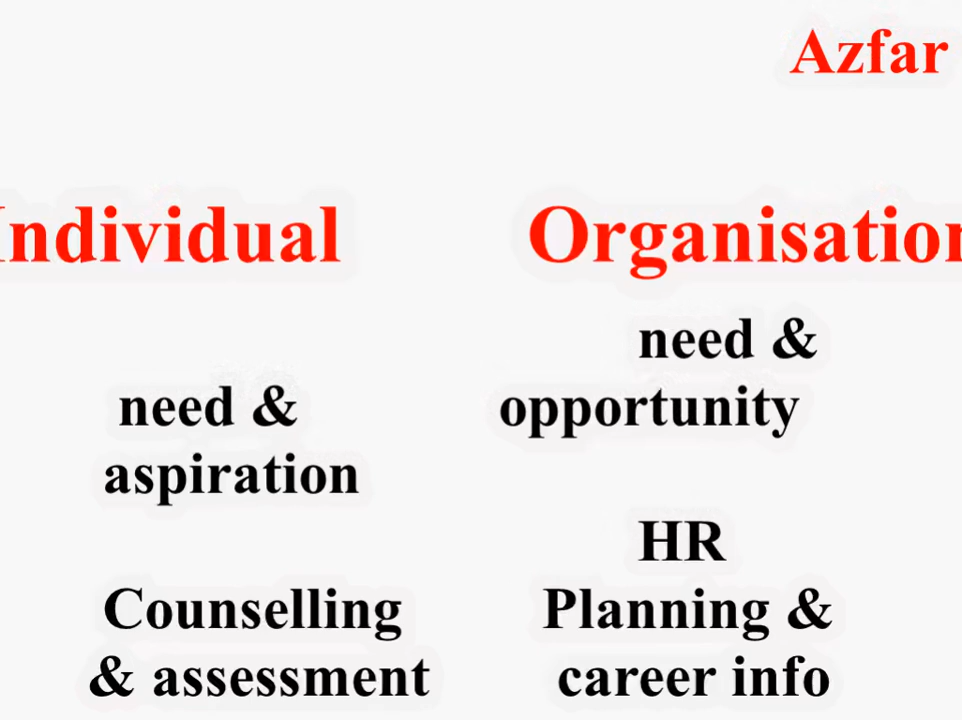 Azfar
Individual Organisation
need &
need & opportunity
aspiration
HR
Counselling Planning &
& assessment career info